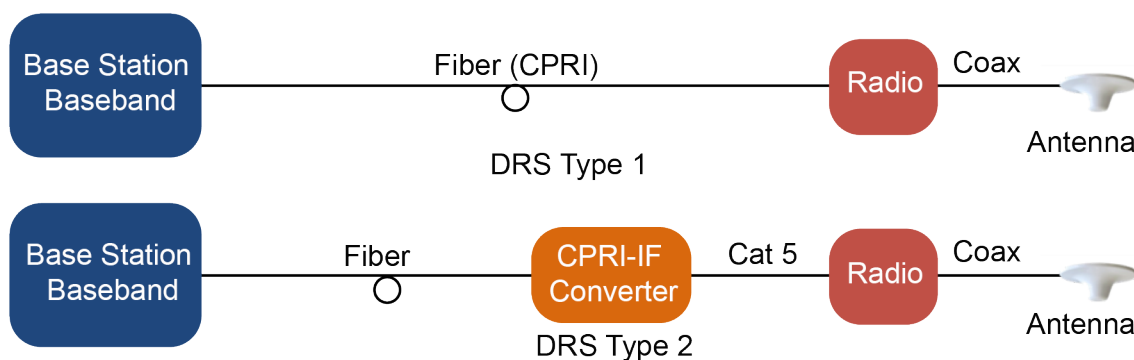 Base Station
Baseband
Fiber (CPRI)
Radio
Coax
Antenna
DRS Type 1
Base Station
Baseband
Fiber
CPRI-IF
Converter
Cat 5
Radio
Coax
Antenna
DRS Type 2